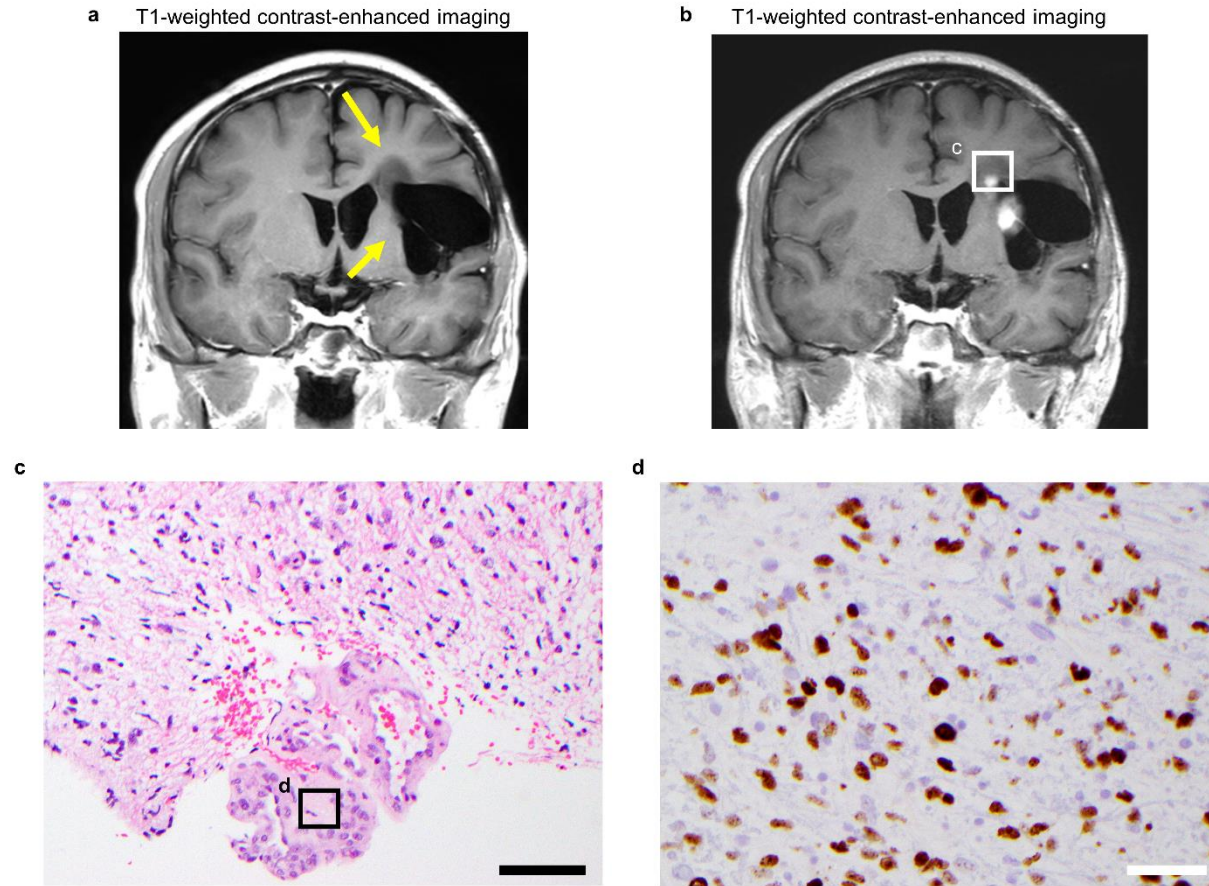 a T1-weighted contrast-enhanced imaging
b T1-weighted contrast-enhanced imaging
c
c
d
d